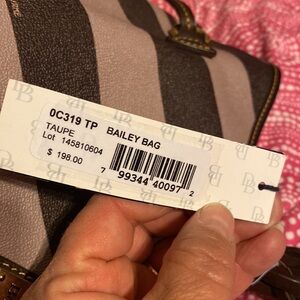 0C319 TP BAILEY BAG
TAUPE
Lot 145810604
$ 198.00
7 99344 40097 2